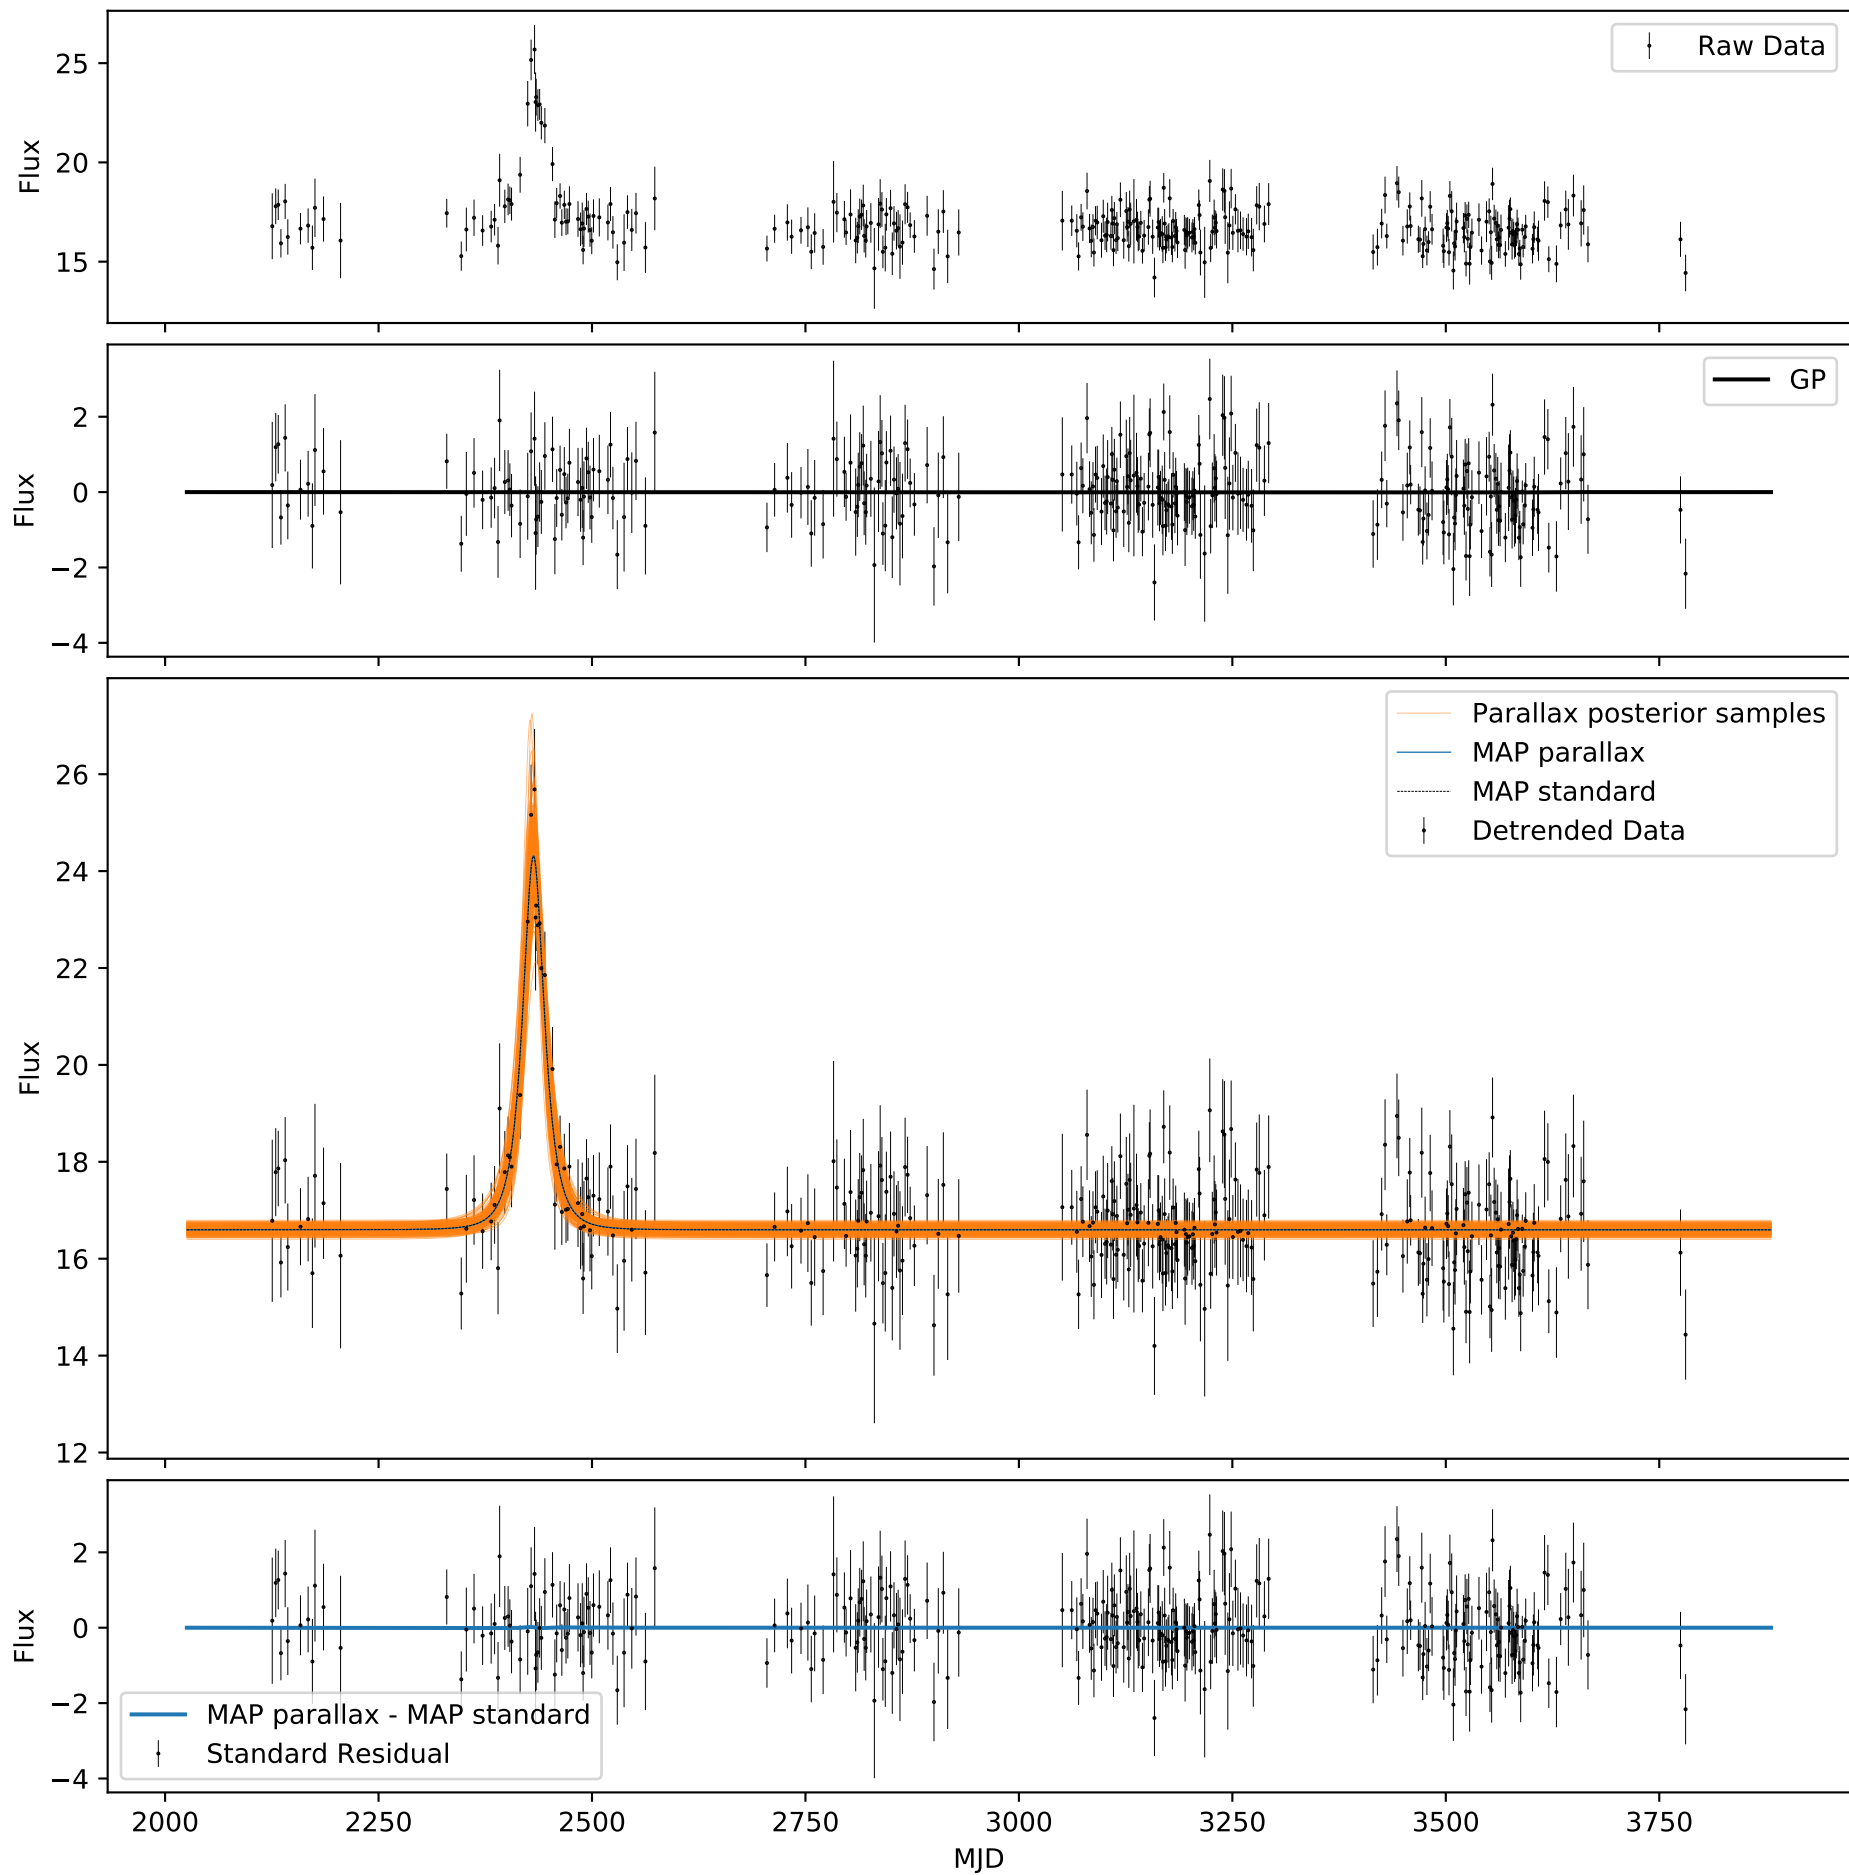 25
20
15
Flux
Raw Data
2
0
−2
−4
Flux
GP
26
24
22
20
18
16
14
12
Flux
Parallax posterior samples
MAP parallax
MAP standard
Detrended Data
2
0
−2
−4
Flux
MAP parallax - MAP standard
Standard Residual
2000 2250 2500 2750 3000 3250 3500 3750
MJD